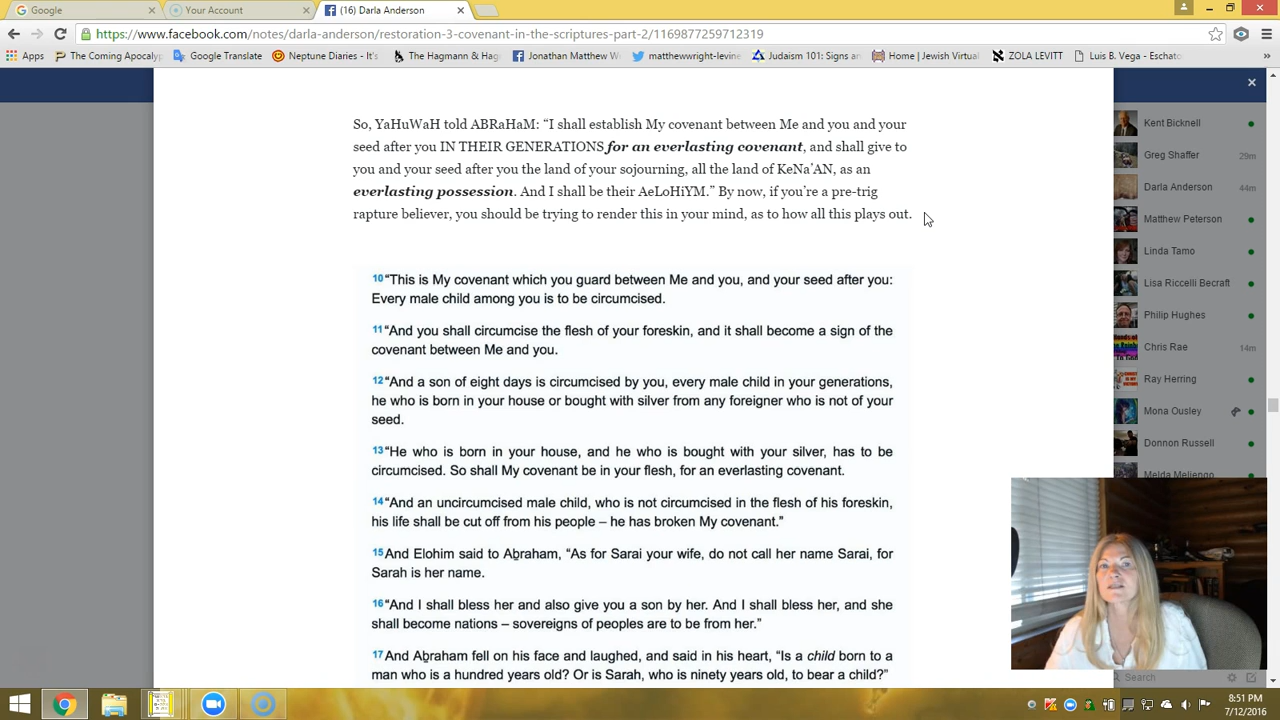 Google
Your Account
(16) Darla Anderson
https://www.facebook.com/notes/darla-anderson/restoration-3-covenant-in-the-scriptures-part-2/1169877259712319
Apps
The Coming Apocaly
Google Translate
Neptune Diaries - It's
The Hagmann & Hag
Jonathan Matthew W
matthewwright-levine
Judaism 101: Signs an
Home | Jewish Virtual
ZOLA LEVITT
Luis B. Vega - Eschato
So, YaHuWaH told ABRaHaM: “I shall establish My covenant between Me and you and your
seed after you IN THEIR GENERATIONS for an everlasting covenant, and shall give to
you and your seed after you the land of your sojourning, all the land of KeNa’AN, as an
everlasting possession. And I shall be their AeLoHiYM.” By now, if you’re a pre-trig
rapture believer, you should be trying to render this in your mind, as to how all this plays out.
10“This is My covenant which you guard between Me and you, and your seed after you:
Every male child among you is to be circumcised.
11“And you shall circumcise the flesh of your foreskin, and it shall become a sign of the
covenant between Me and you.
12“And a son of eight days is circumcised by you, every male child in your generations,
he who is born in your house or bought with silver from any foreigner who is not of your
seed.
13“He who is born in your house, and he who is bought with your silver, has to be
circumcised. So shall My covenant be in your flesh, for an everlasting covenant.
14“And an uncircumcised male child, who is not circumcised in the flesh of his foreskin,
his life shall be cut off from his people – he has broken My covenant.”
15And Elohim said to Aḇraham, “As for Sarai your wife, do not call her name Sarai, for
Sarah is her name.
16“And I shall bless her and also give you a son by her. And I shall bless her, and she
shall become nations – sovereigns of peoples are to be from her.”
17And Aḇraham fell on his face and laughed, and said in his heart, “Is a child born to a
man who is a hundred years old? Or is Sarah, who is ninety years old, to bear a child?”
Kent Bicknell
Greg Shaffer 29m
Darla Anderson 44m
Matthew Peterson
Linda Tamo
Lisa Riccelli Becraft
Philip Hughes
Chris Rae 14m
Ray Herring
Mona Ousley
Donnon Russell
Melda Meliengo
Search
8:51 PM
7/12/2016